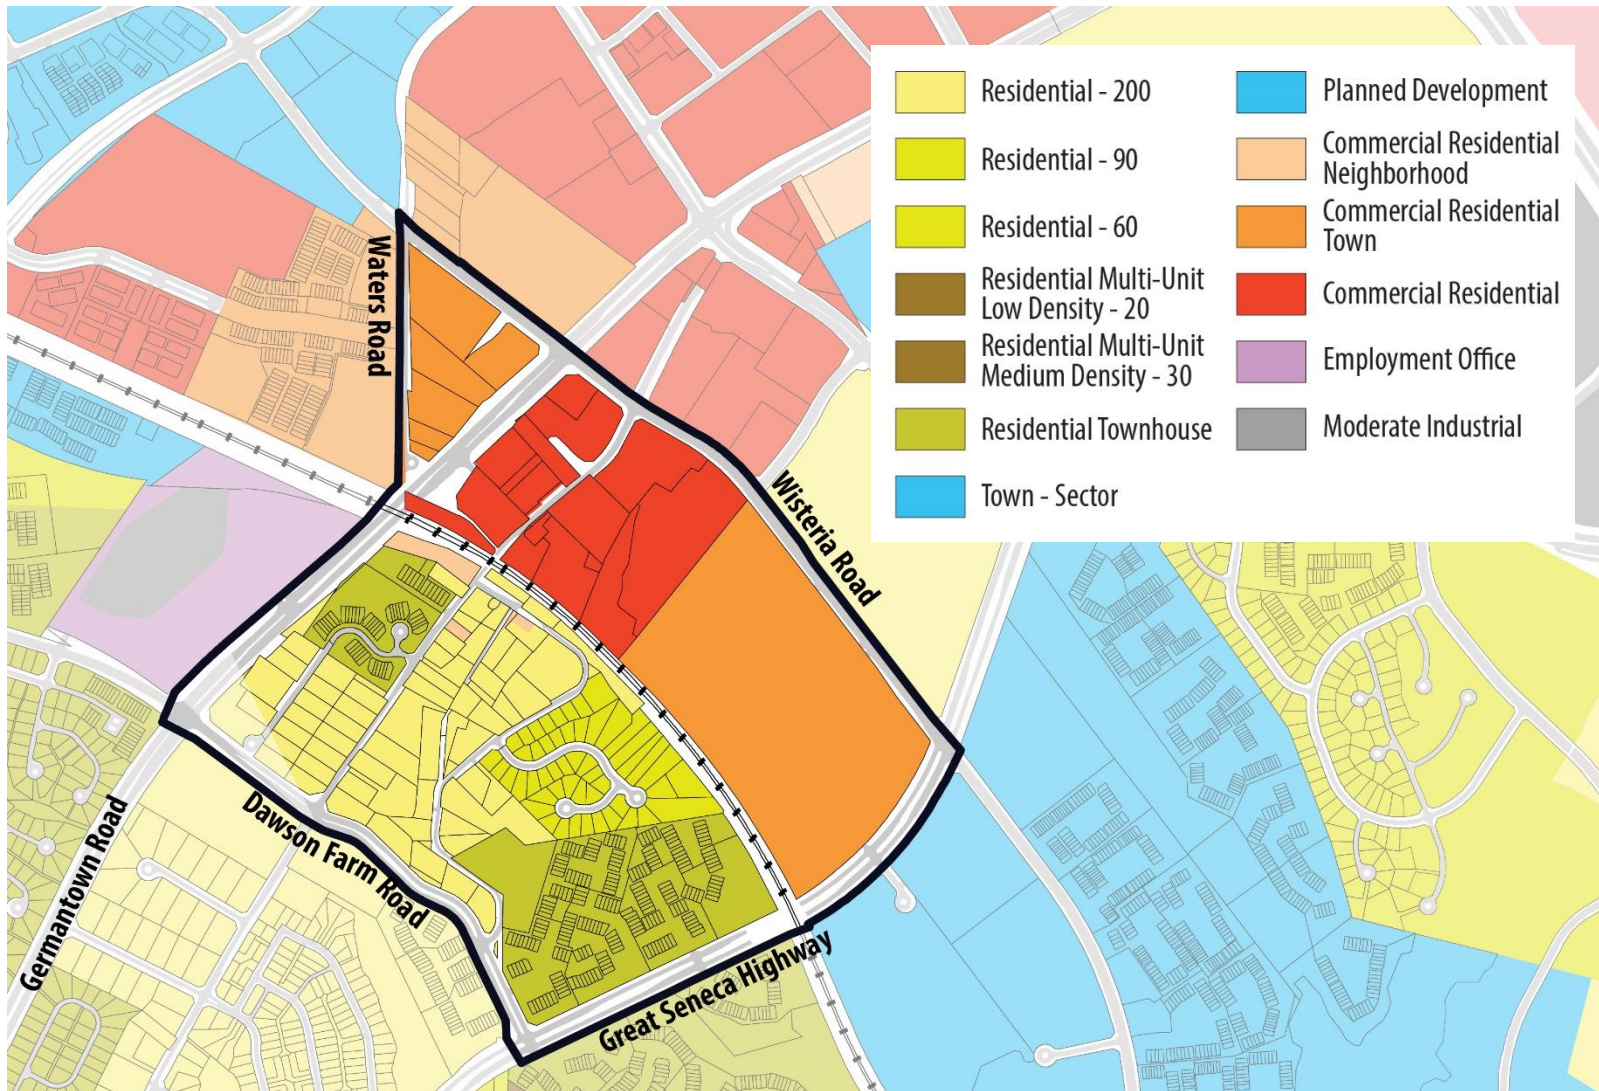 Residential - 200
Residential - 90
Residential - 60
Residential Multi-Unit
Low Density - 20
Residential Multi-Unit
Medium Density - 30
Residential Townhouse
Town - Sector
Planned Development
Commercial Residential
Neighborhood
Commercial Residential
Town
Commercial Residential
Employment Office
Moderate Industrial
Waters Road
Wisteria Road
Dawson Farm Road
Germantown Road
Great Seneca Highway